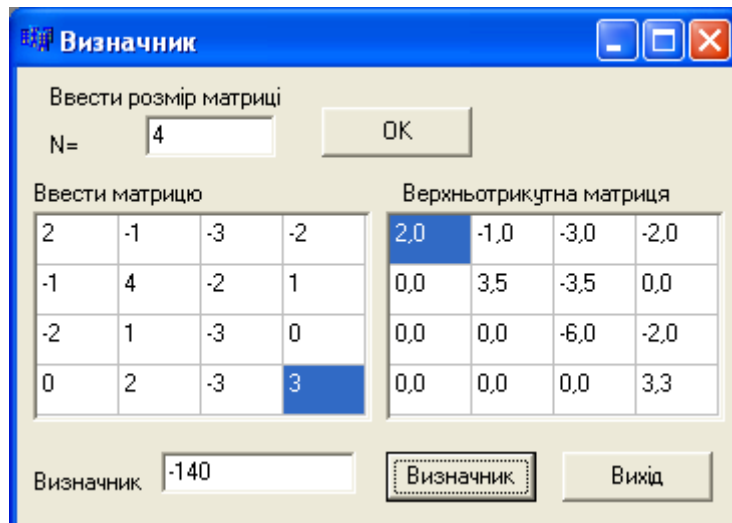 Визначник
Ввести розмір матриці
N= 4 OK
Ввести матрицю Верхньотрикутна матриця
2 -1 -3 -2 2,0 -1,0 -3,0 -2,0
-1 4 -2 1 0,0 3,5 -3,5 0,0
-2 1 -3 0 0,0 0,0 -6,0 -2,0
0 2 -3 3 0,0 0,0 0,0 3,3
Визначник -140 Визначник Вихід